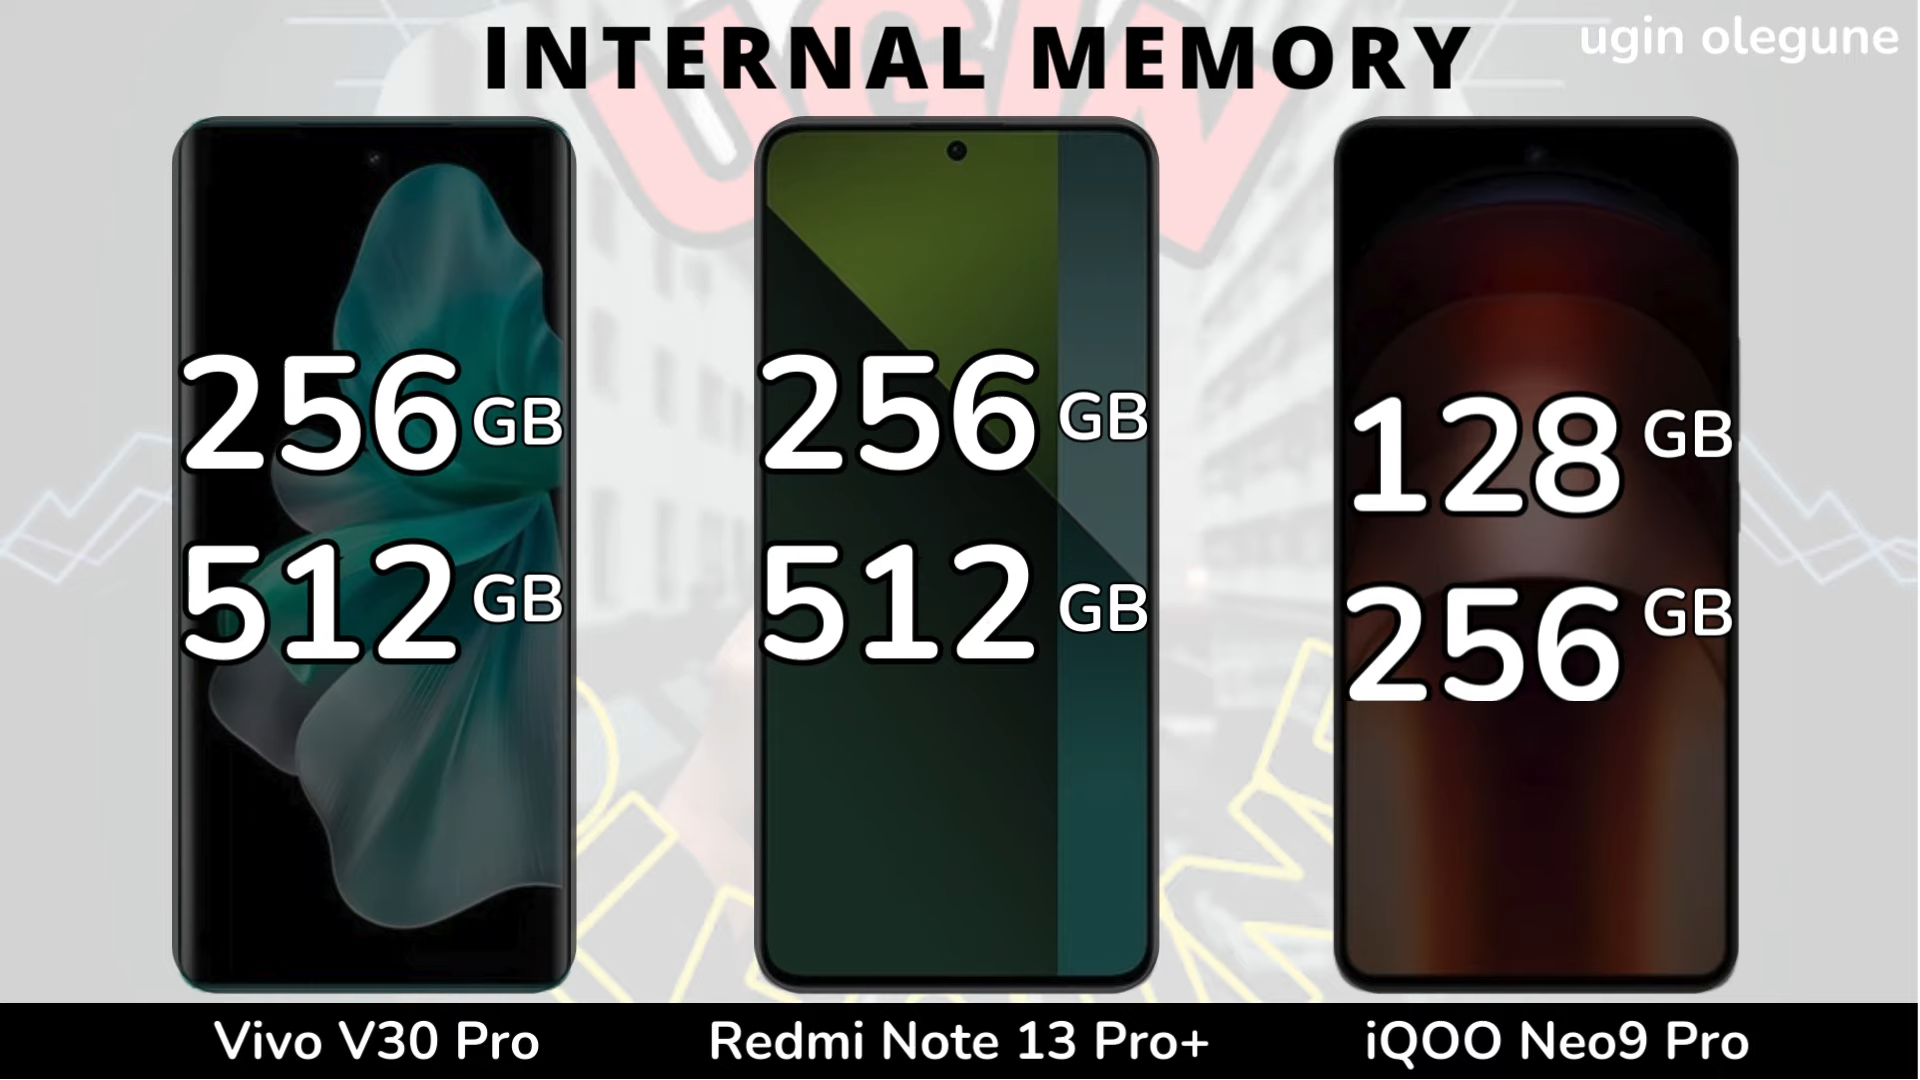 INTERNAL MEMORY
ugin olegune
UGIN
256 GB
512 GB
256 GB
512 GB
128 GB
256 GB
Vivo V30 Pro
Redmi Note 13 Pro+
iQOO Neo9 Pro